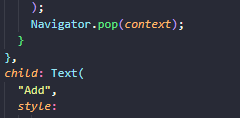 );
Navigator.pop(context);
}
},
child: Text(
"Add",
style: